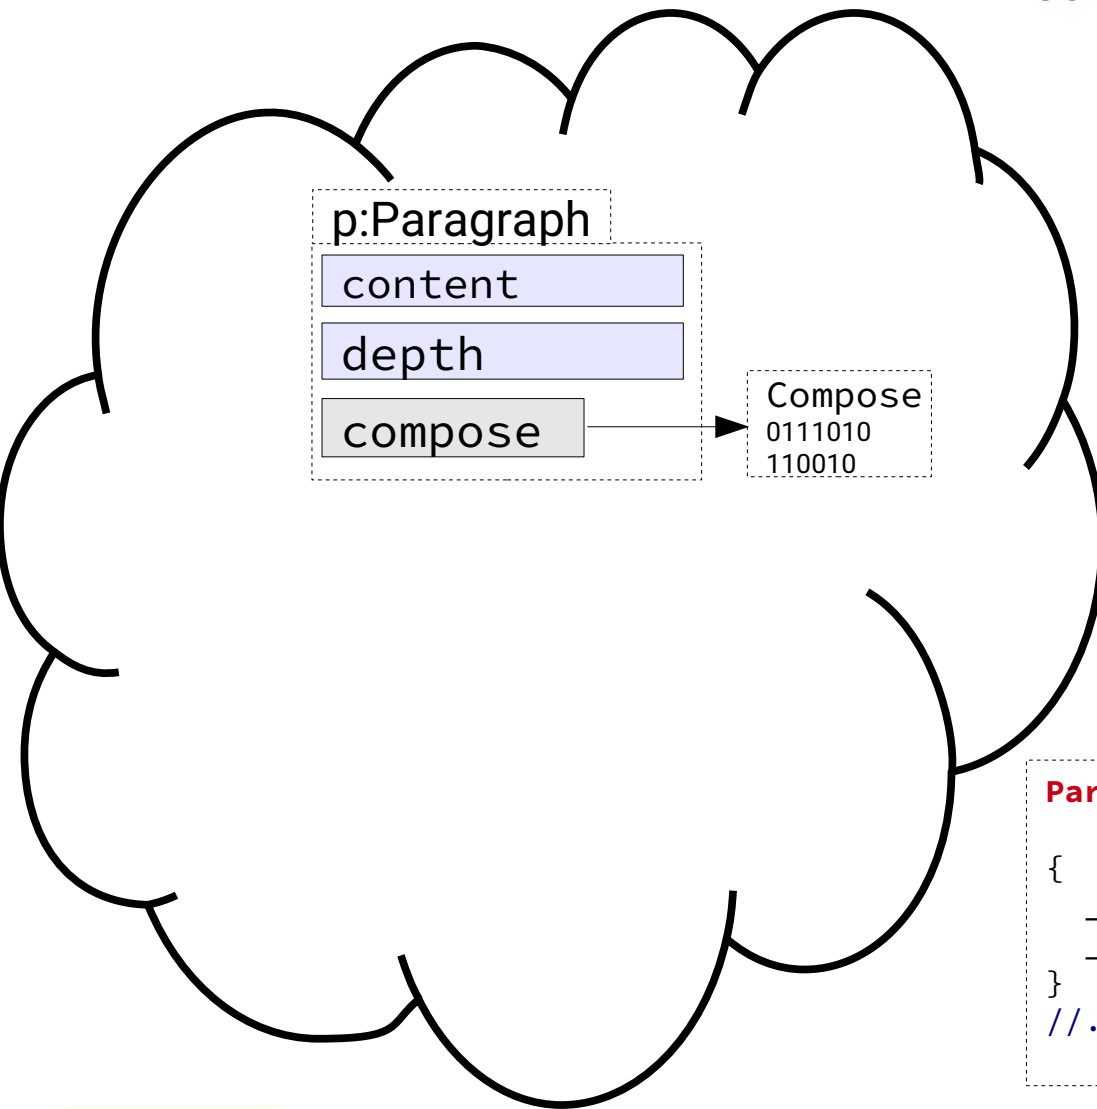 p:Paragraph
content
depth
compose
Compose
0111010
110010
Par
{
_
_
}
//.